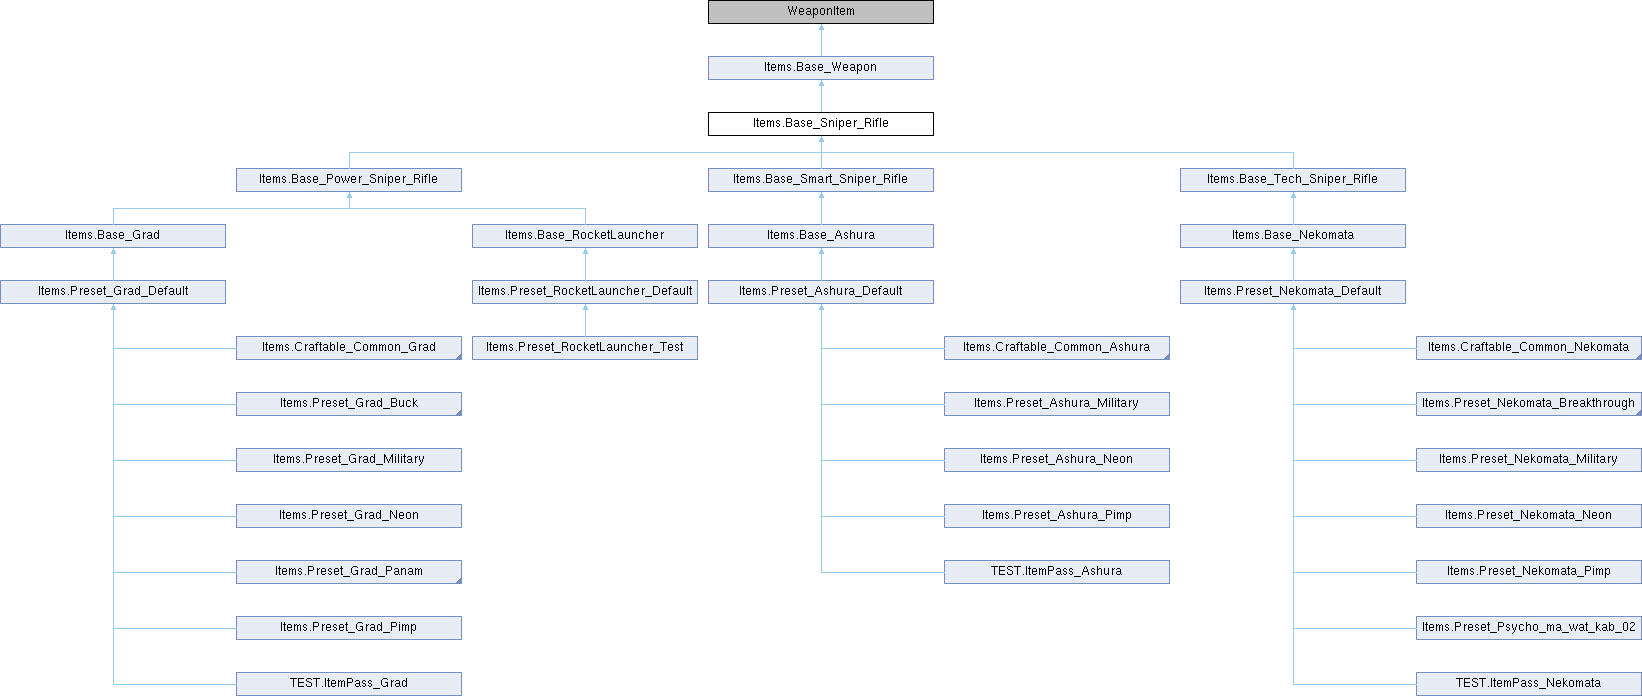 WeaponItem
Items.Base_Weapon
Items.Base_Sniper_Rifle
Items.Base_Power_Sniper_Rifle
Items.Base_Smart_Sniper_Rifle
Items.Base_Tech_Sniper_Rifle
Items.Base_Grad
Items.Base_RocketLauncher
Items.Base_Ashura
Items.Base_Nekomata
Items.Preset_Grad_Default
Items.Preset_RocketLauncher_Default
Items.Preset_Ashura_Default
Items.Preset_Nekomata_Default
Items.Craftable_Common_Grad
Items.Preset_RocketLauncher_Test
Items.Craftable_Common_Ashura
Items.Craftable_Common_Nekomata
Items.Preset_Grad_Buck
Items.Preset_Ashura_Military
Items.Preset_Nekomata_Breakthrough
Items.Preset_Grad_Military
Items.Preset_Ashura_Neon
Items.Preset_Nekomata_Military
Items.Preset_Grad_Neon
Items.Preset_Ashura_Pimp
Items.Preset_Nekomata_Neon
Items.Preset_Grad_Panam
TEST.ItemPass_Ashura
Items.Preset_Nekomata_Pimp
Items.Preset_Grad_Pimp
Items.Preset_Psycho_ma_wat_kab_02
TEST.ItemPass_Grad
TEST.ItemPass_Nekomata